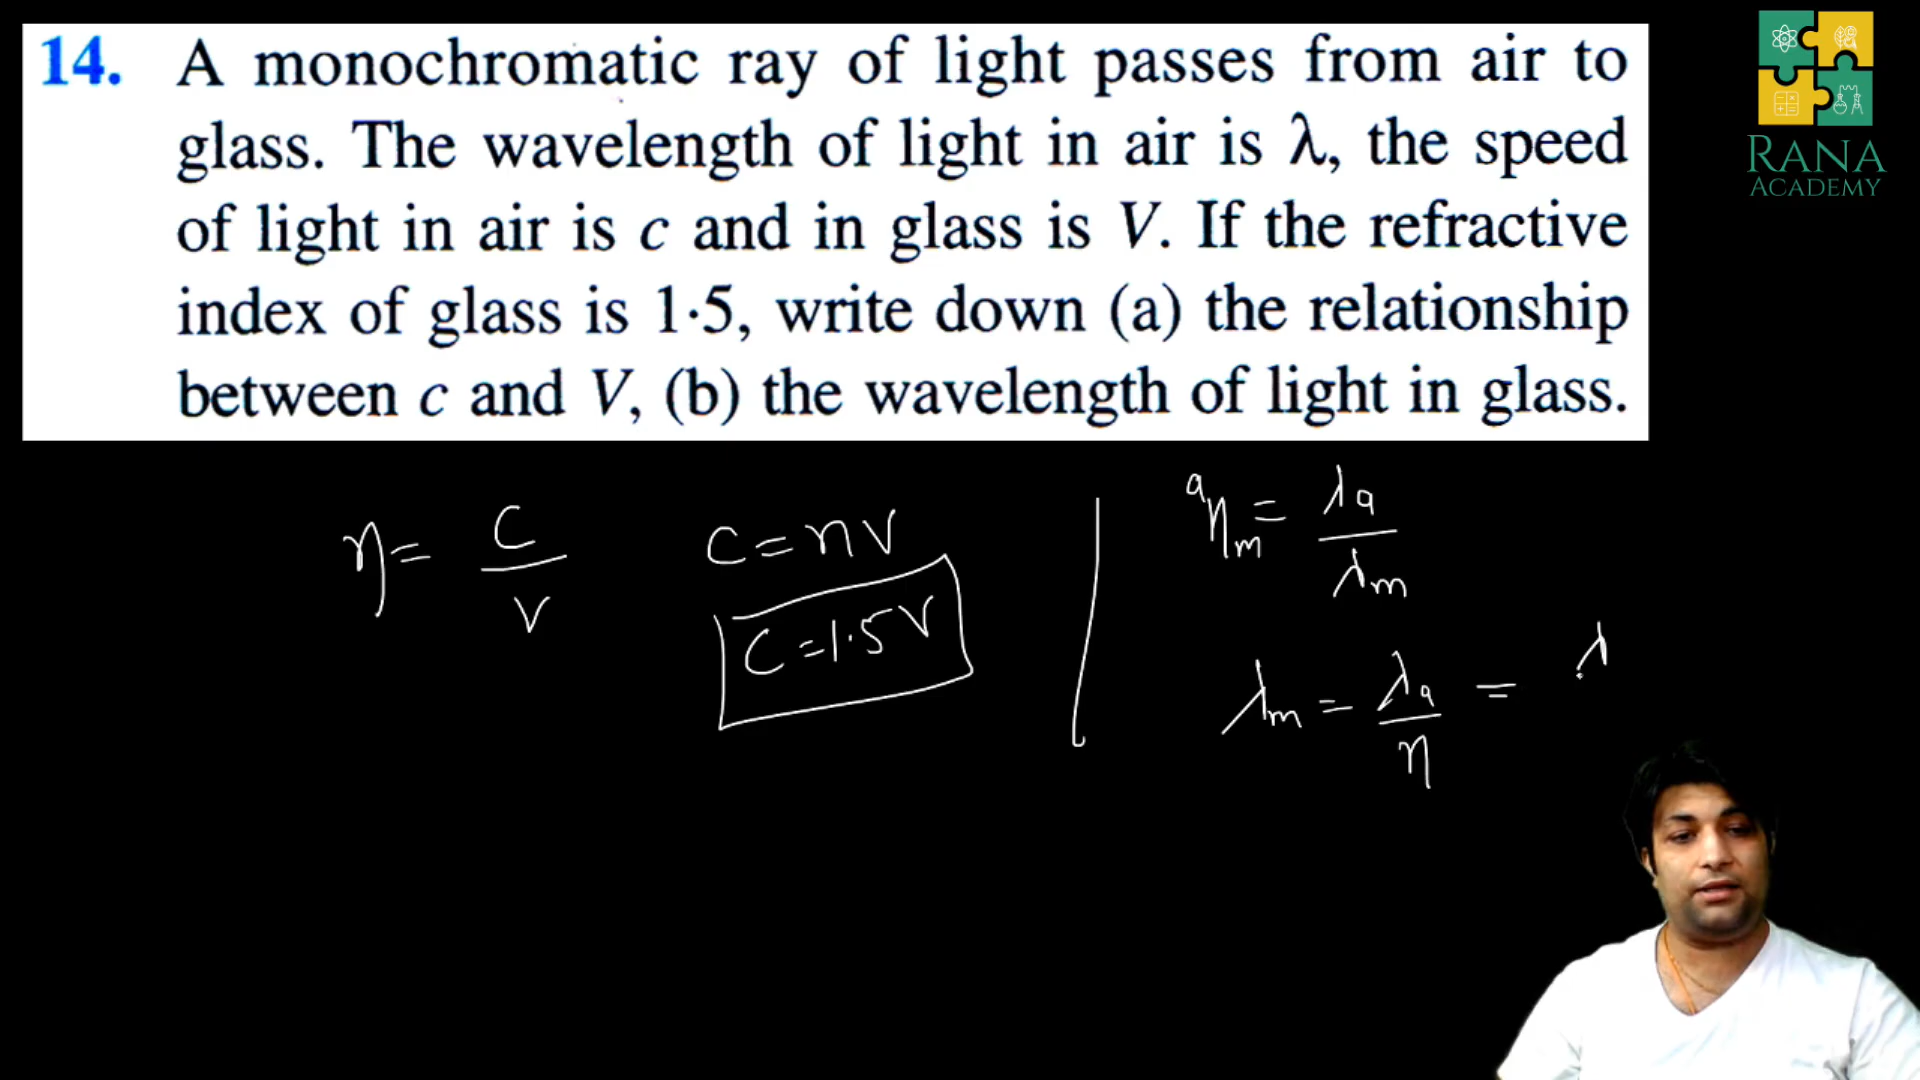 14. A monochromatic ray of light passes from air to
glass. The wavelength of light in air is λ, the speed
of light in air is c and in glass is V. If the refractive
index of glass is 1·5, write down (a) the relationship
between c and V, (b) the wavelength of light in glass.
RANA
ACADEMY
η = c/v
c = nv
c = 1.5v
ᵃηₘ = λₐ/λₘ
λₘ = λₐ/η = λ